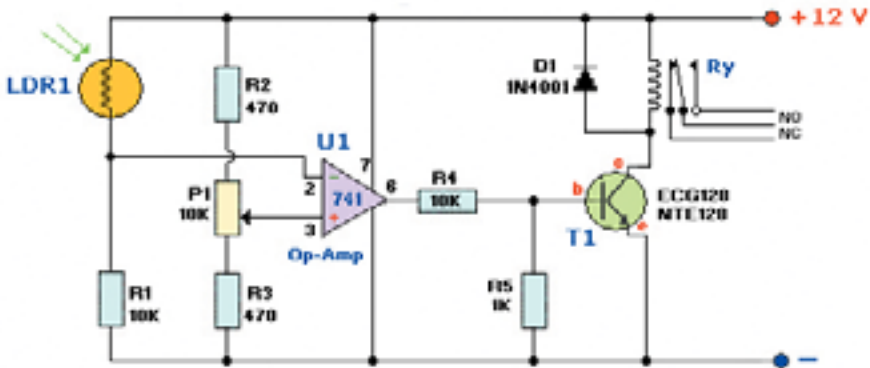 +12 V
LDR1
R2
470
D1
1N4001
Ry
NO
NC
U1
7
2
741
6
3
Op-Amp
P1
10K
R4
10K
b
c
e
ECG128
NTE128
T1
R1
10K
R3
470
R5
1K